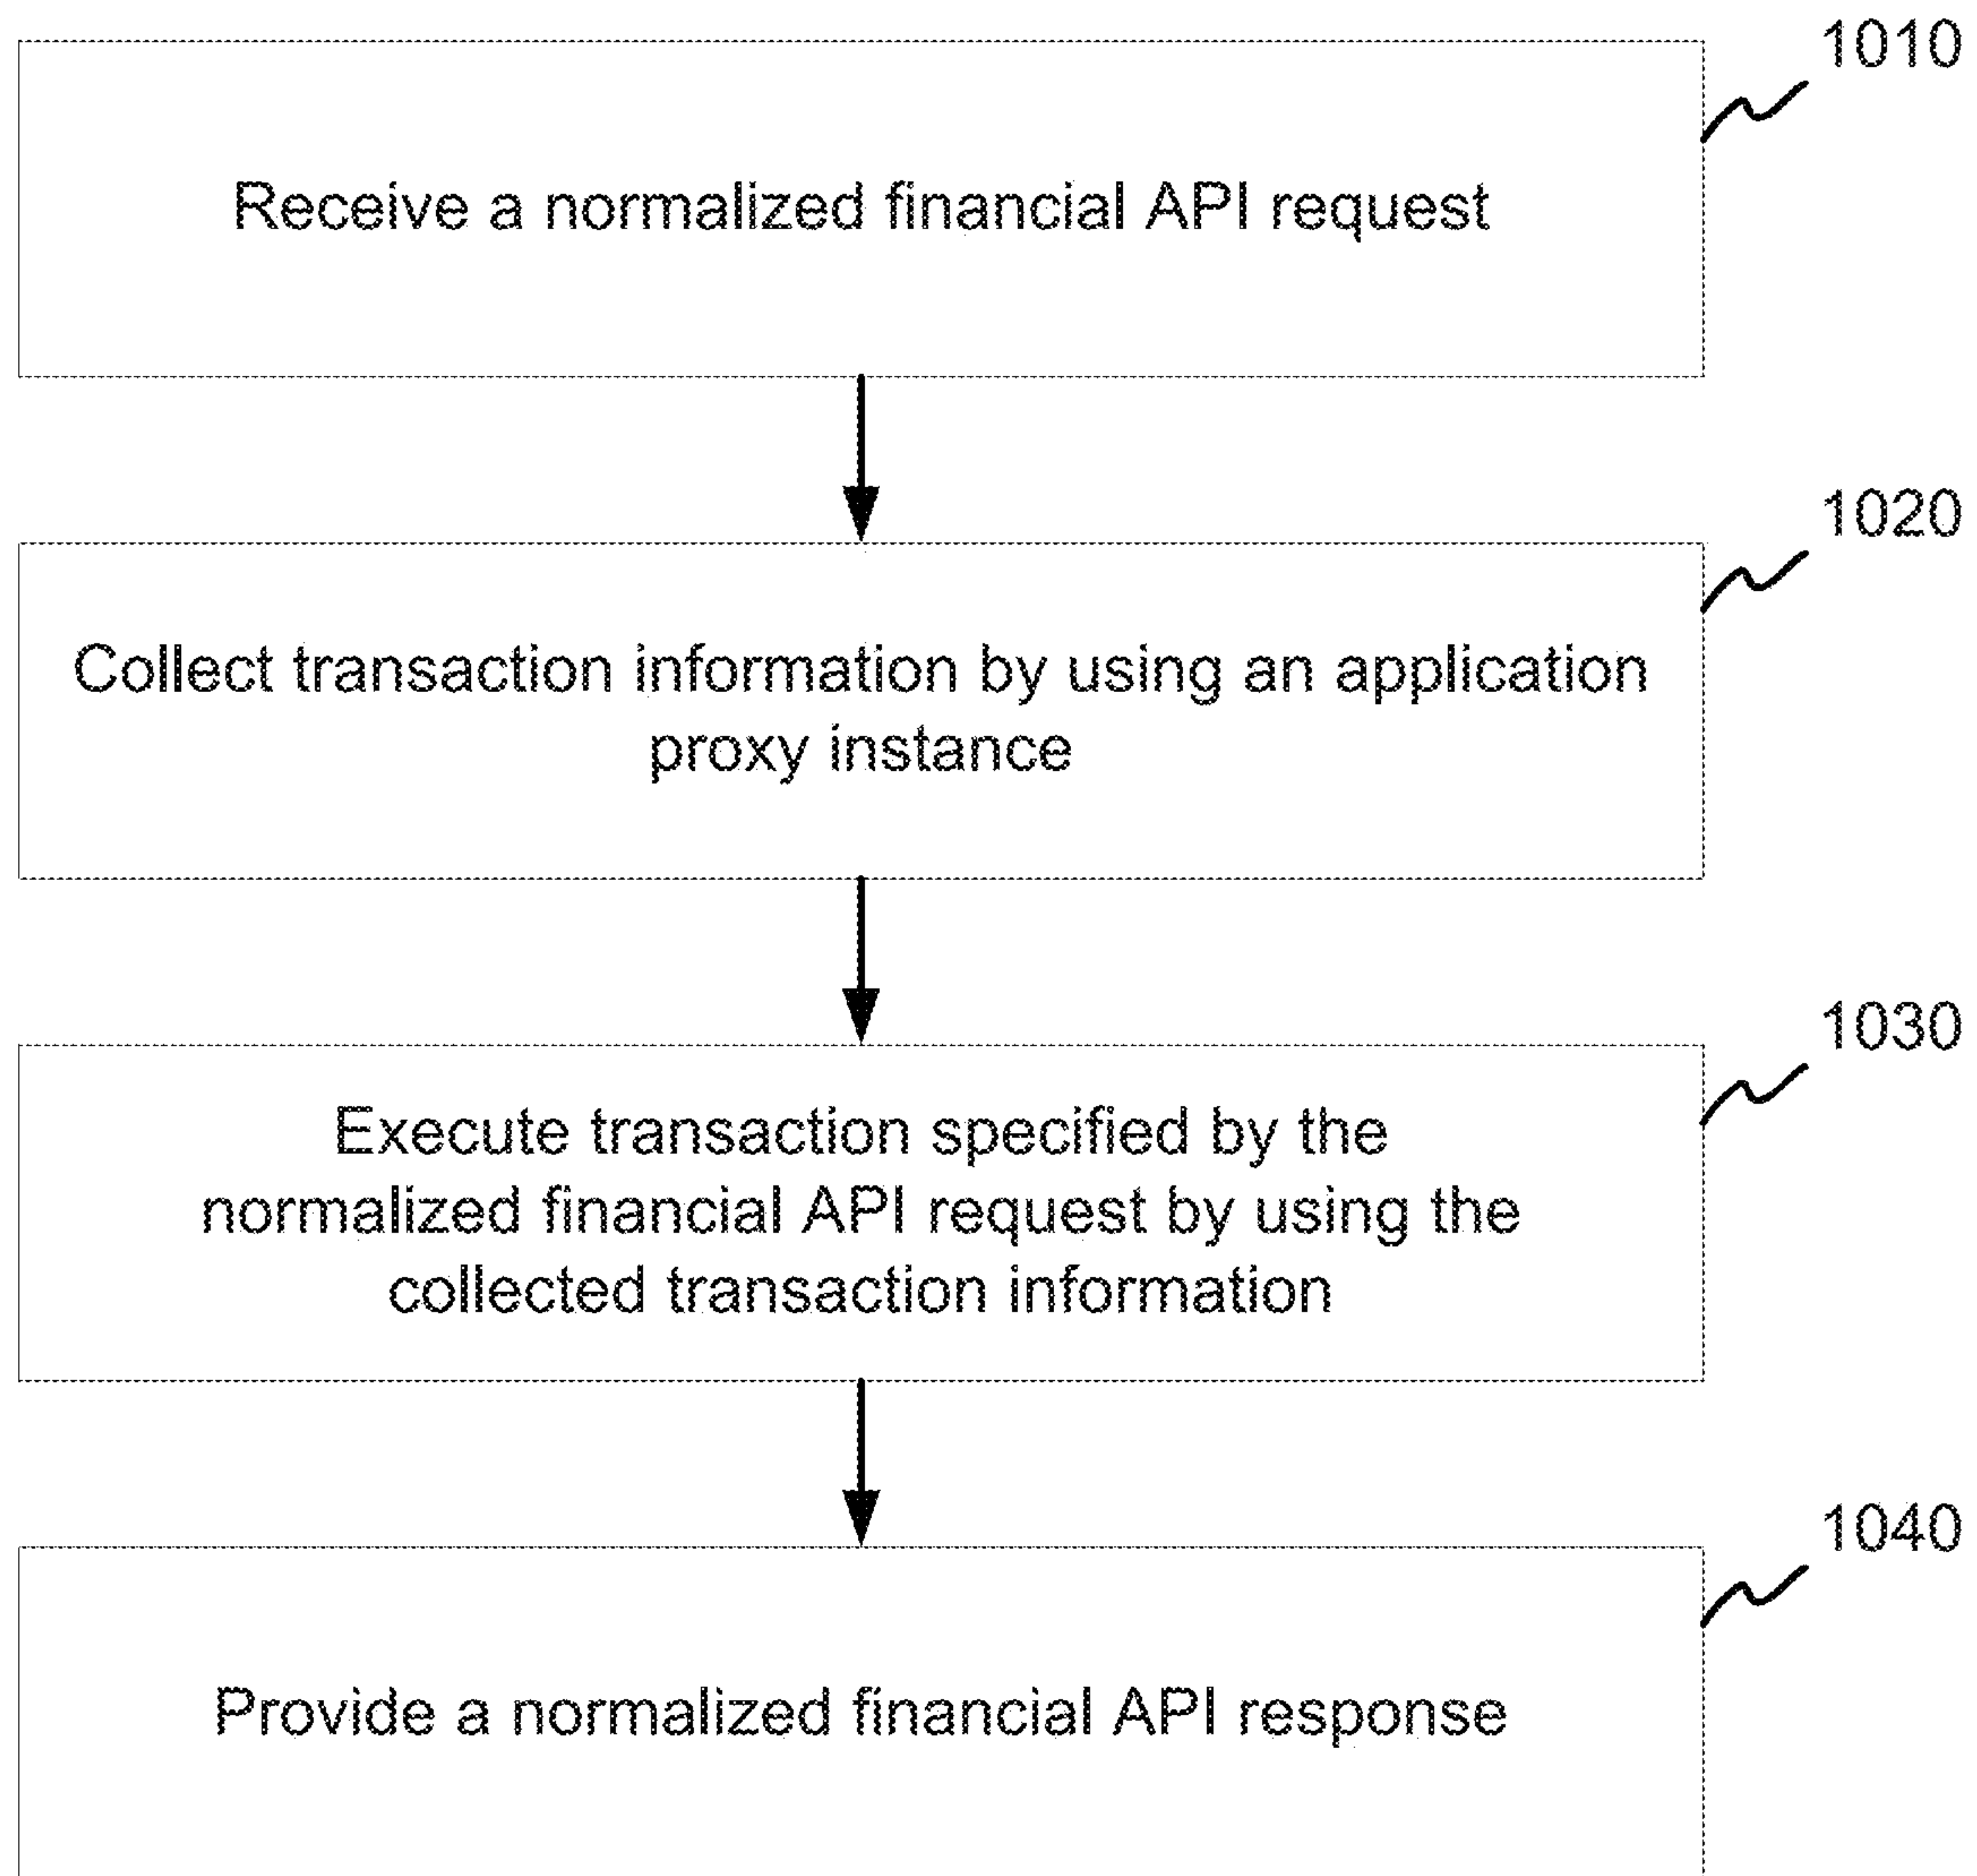 1010
Receive a normalized financial API request
1020
Collect transaction information by using an application
proxy instance
1030
Execute transaction specified by the
normalized financial API request by using the
collected transaction information
1040
Provide a normalized financial API response